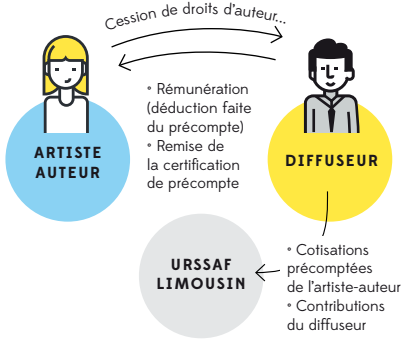 Cession de droits d'auteur...
° Rémunération
(déduction faite
du précompte)
° Remise de
la certification
de précompte
ARTISTE
AUTEUR
DIFFUSEUR
URSSAF
LIMOUSIN
° Cotisations
précomptées
de l'artiste-auteur
° Contributions
du diffuseur